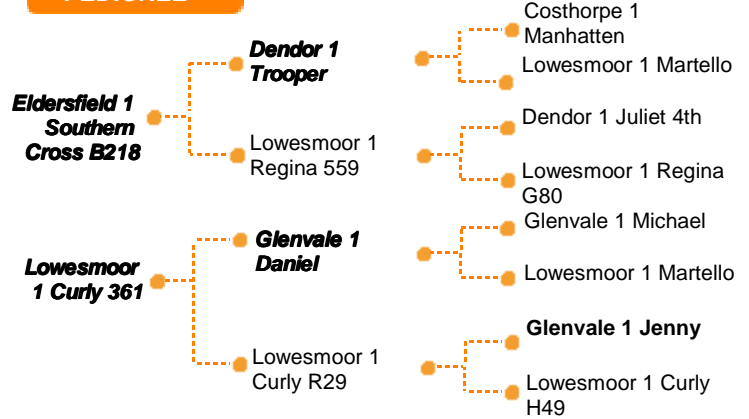 PEDIGREE
Costhorpe 1
Manhatten
Dendor 1
Trooper
Lowesmoor 1 Martello
Eldersfield 1
Southern
Cross B218
Dendor 1 Juliet 4th
Lowesmoor 1
Regina 559
Lowesmoor 1 Regina
G80
Glenvale 1 Michael
Glenvale 1
Daniel
Lowesmoor 1 Martello
Lowesmoor
1 Curly 361
Glenvale 1 Jenny
Lowesmoor 1
Curly R29
Lowesmoor 1 Curly
H49